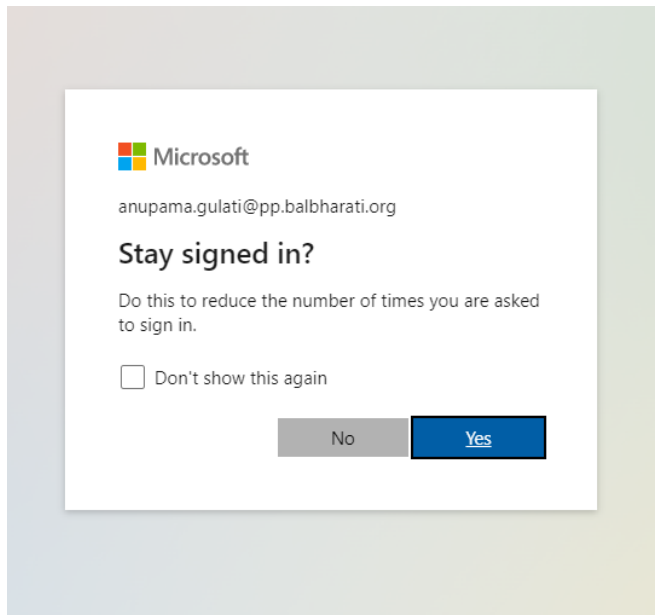 Microsoft
anupama.gulati@pp.balbharati.org
Stay signed in?
Do this to reduce the number of times you are asked
to sign in.
Don't show this again
No
Yes